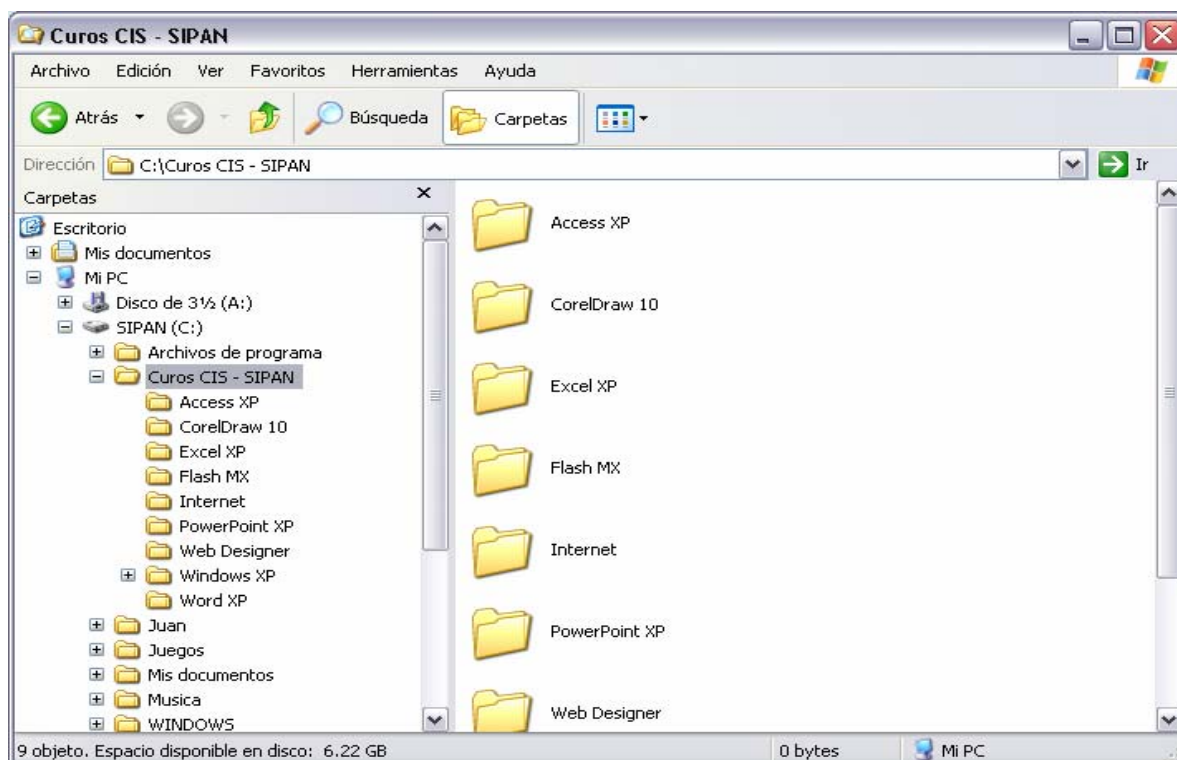 Curos CIS - SIPAN
Archivo Edición Ver Favoritos Herramientas Ayuda
Atrás Búsqueda Carpetas
Dirección C:\Curos CIS - SIPAN Ir
Carpetas
Escritorio
Mis documentos
Mi PC
Disco de 3½ (A:)
SIPAN (C:)
Archivos de programa
Curos CIS - SIPAN
Access XP
CorelDraw 10
Excel XP
Flash MX
Internet
PowerPoint XP
Web Designer
Windows XP
Word XP
Juan
Juegos
Mis documentos
Musica
WINDOWS
Access XP
CorelDraw 10
Excel XP
Flash MX
Internet
PowerPoint XP
Web Designer
9 objeto. Espacio disponible en disco: 6.22 GB 0 bytes Mi PC